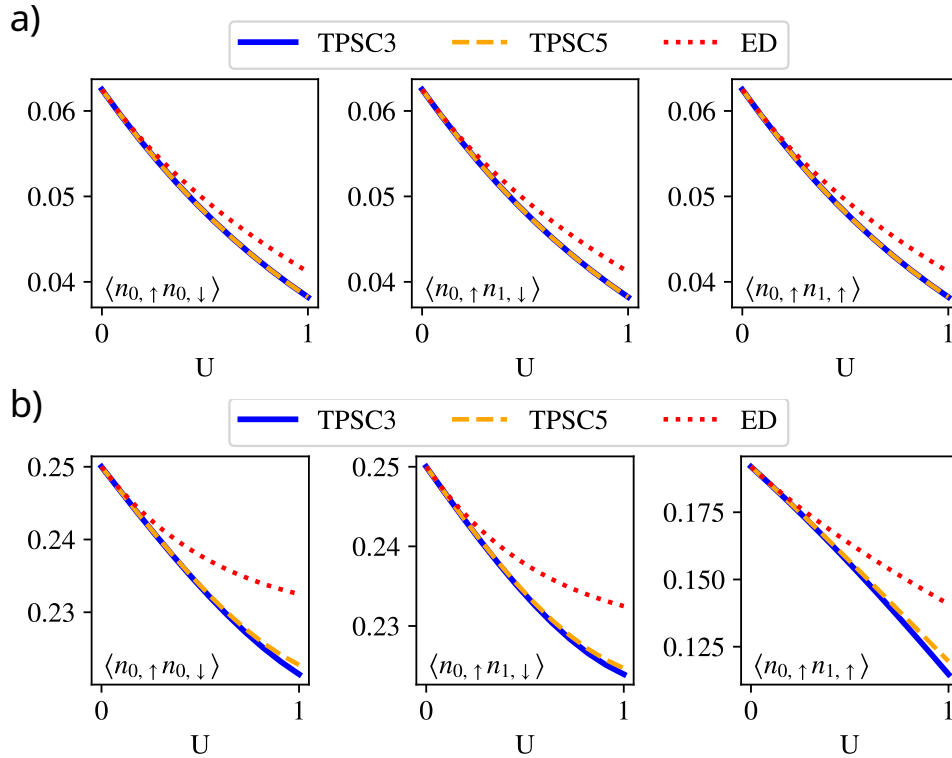 a)
TPSC3 TPSC5 ED
0.06 0.06 0.06
0.05 0.05 0.05
0.04 0.04 0.04
⟨n0,↑n0,↓⟩ ⟨n0,↑n1,↓⟩ ⟨n0,↑n1,↑⟩
0 1 0 1 0 1
U U U
b)
TPSC3 TPSC5 ED
0.25 0.25
0.175
0.24 0.24
0.150
0.23 0.23
0.125
⟨n0,↑n0,↓⟩ ⟨n0,↑n1,↓⟩ ⟨n0,↑n1,↑⟩
0 1 0 1 0 1
U U U